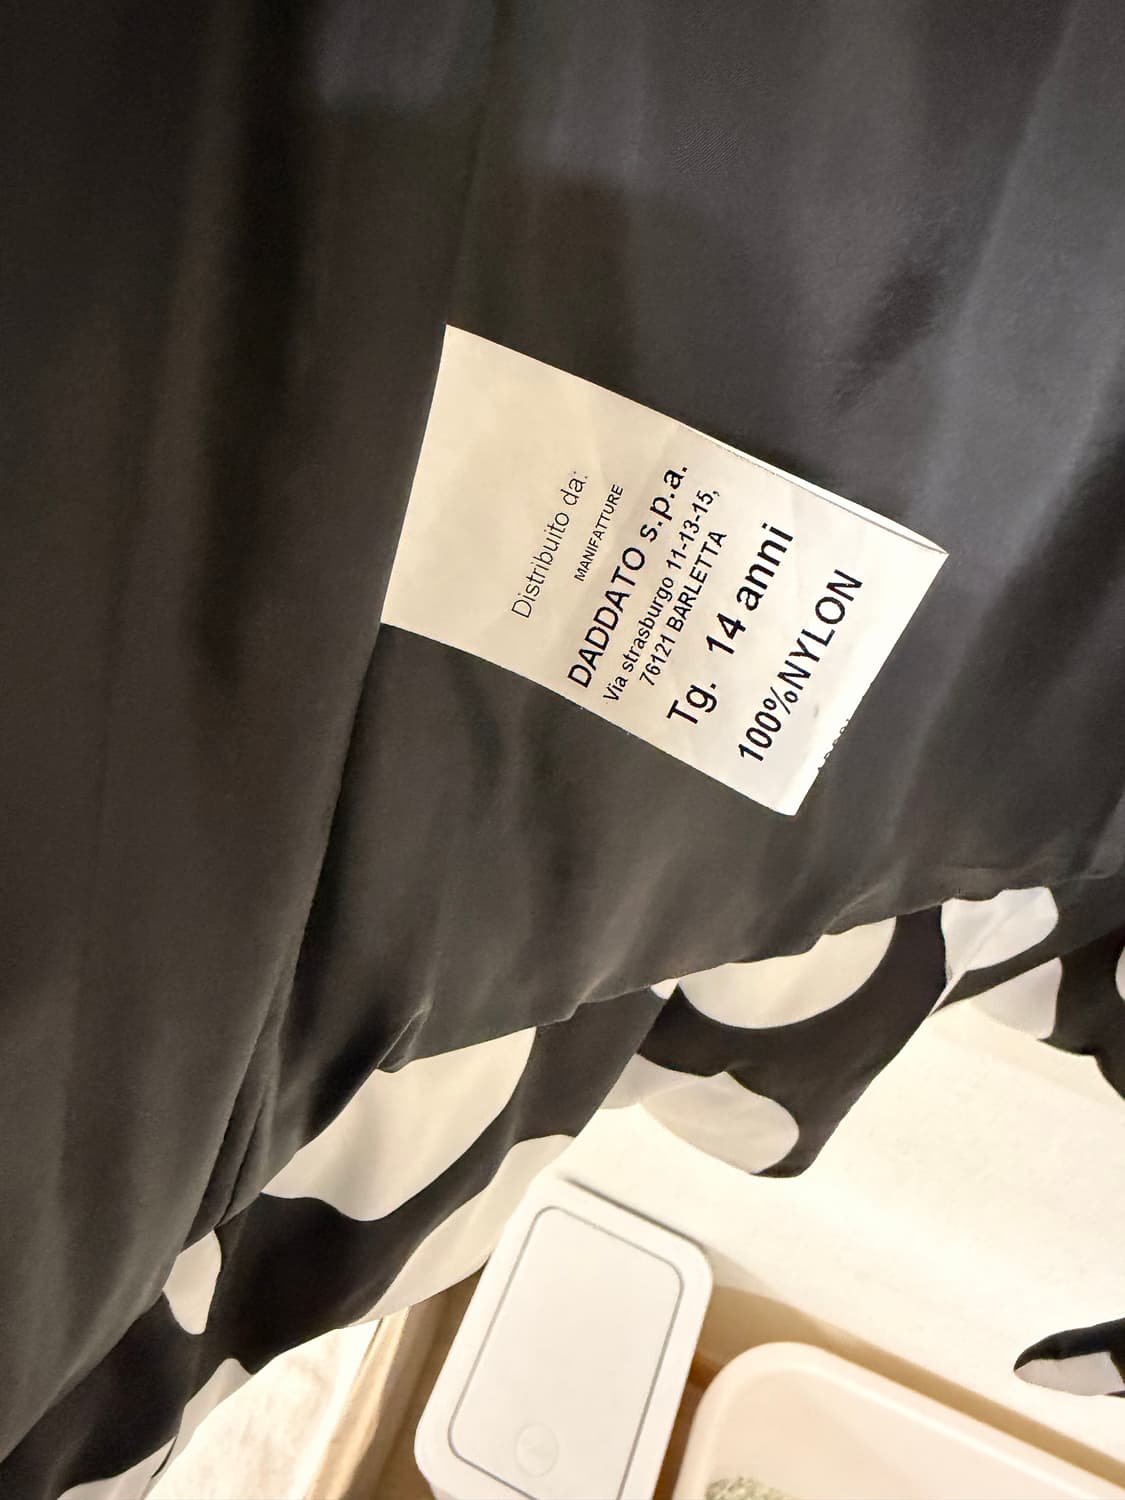 Distribuito da:
MANIFATTURE
DADDATO s.p.a.
Via strasburgo 11-13-15,
76121 BARLETTA
Tg. 14 anni
100%NYLON